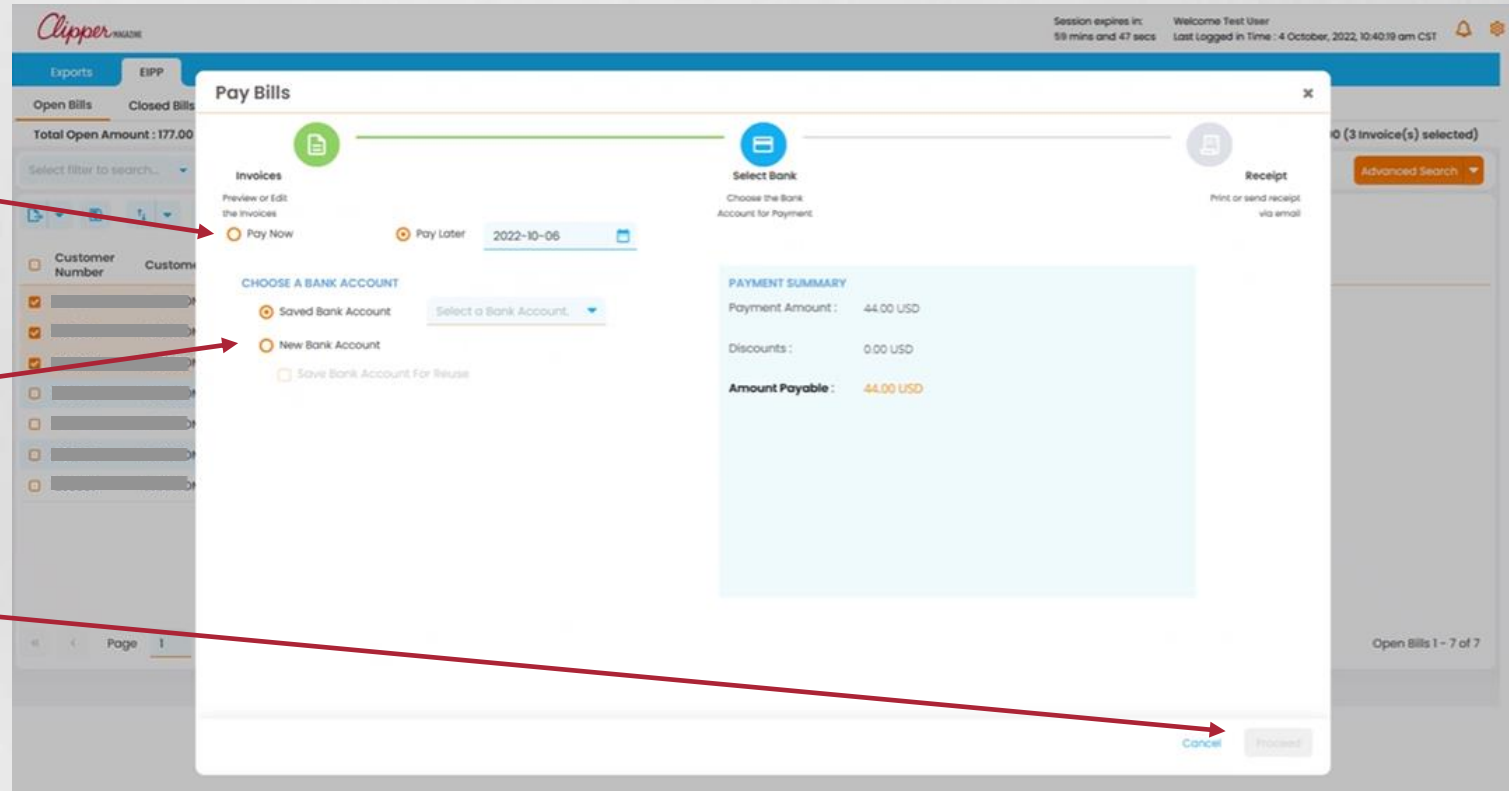 Clipper MAGAZINE
Session expires in: Welcome Test User
59 mins and 47 secs Last Logged in Time : 4 October, 2022, 10:40:19 am CST
Exports EIPP
Open Bills Closed Bills
Total Open Amount : 177.00
(3 Invoice(s) selected)
Select filter to search...
Advanced Search
Customer
Number
Custome
Pay Bills
Invoices
Preview or Edit
the Invoices
Select Bank
Choose the Bank
Account for Payment
Receipt
Print or send receipt
via email
Pay Now Pay Later 2022-10-06
CHOOSE A BANK ACCOUNT
Saved Bank Account Select a Bank Account.
New Bank Account
Save Bank Account For Reuse
PAYMENT SUMMARY
Payment Amount : 44.00 USD
Discounts : 0.00 USD
Amount Payable : 44.00 USD
Page 1
Open Bills 1 - 7 of 7
Cancel Proceed